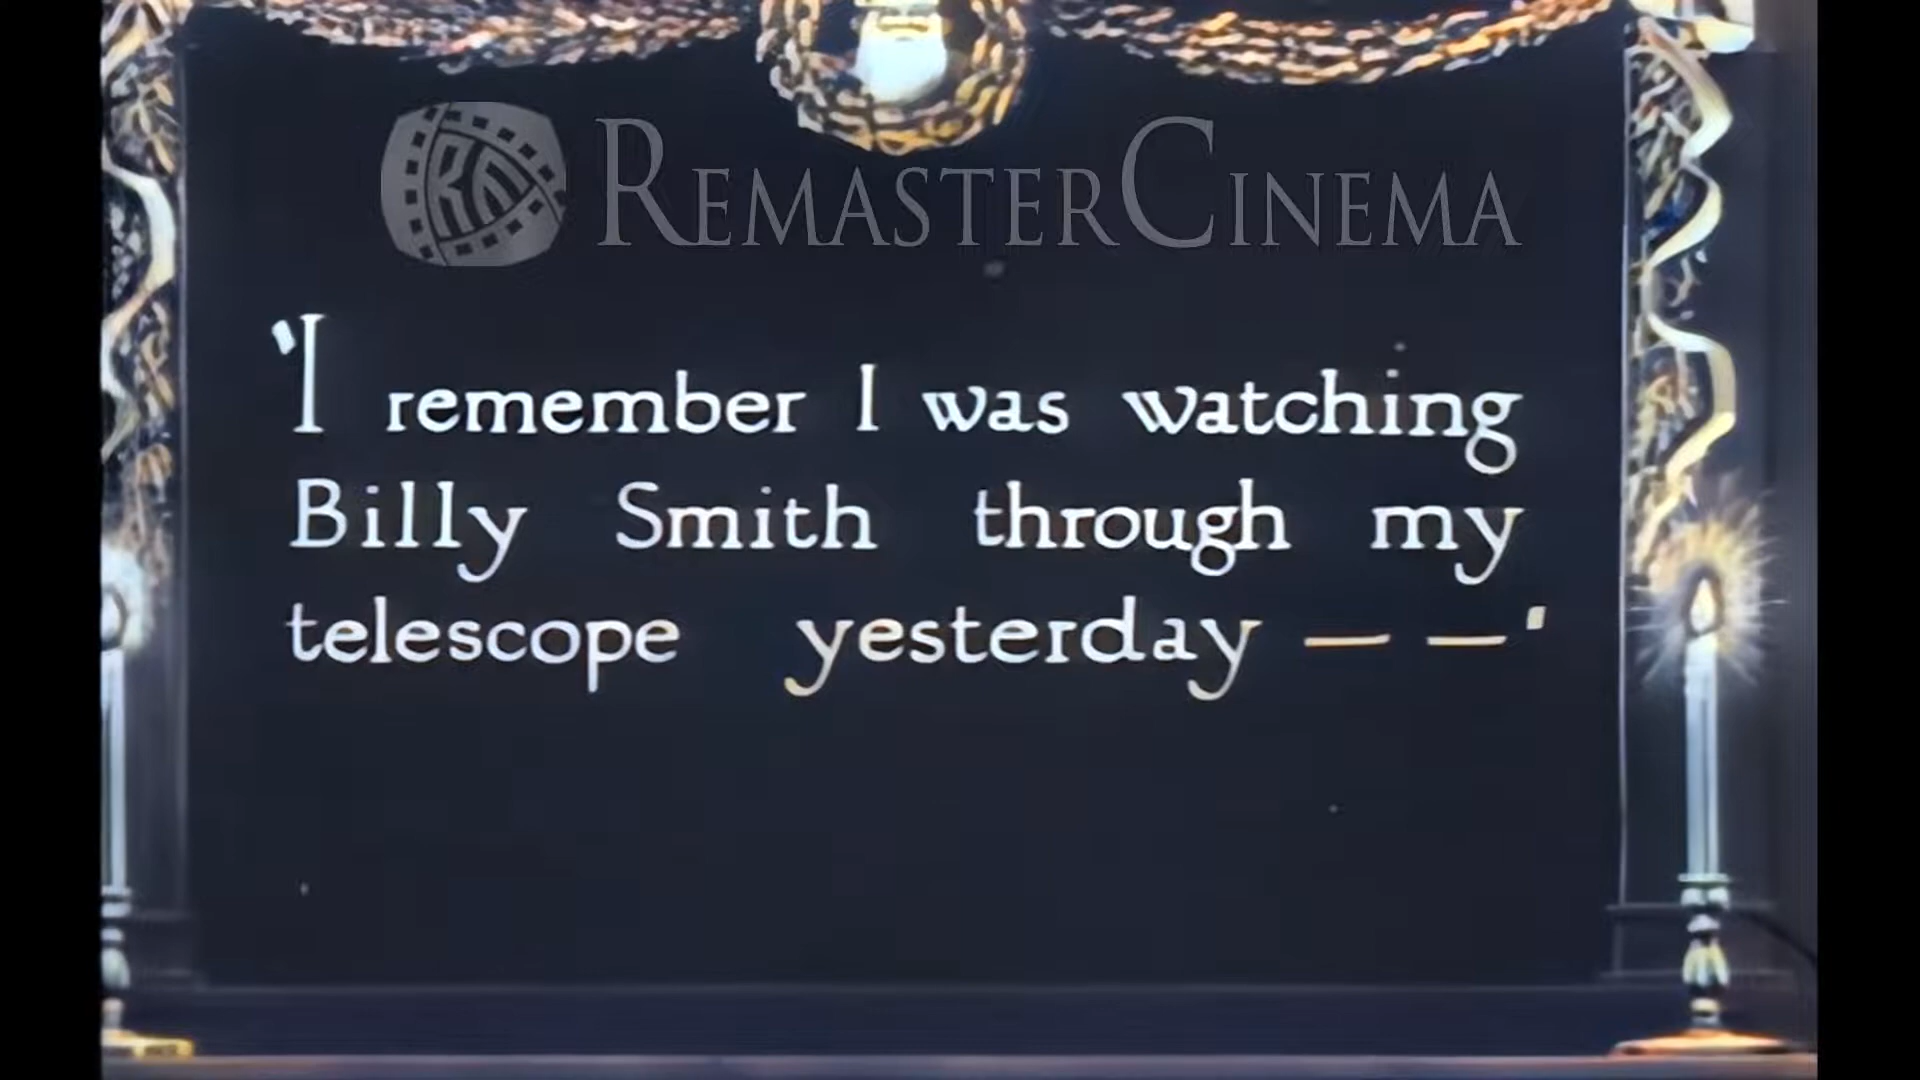 REMASTERCINEMA
'I remember I was watching
Billy Smith through my
telescope yesterday — —'